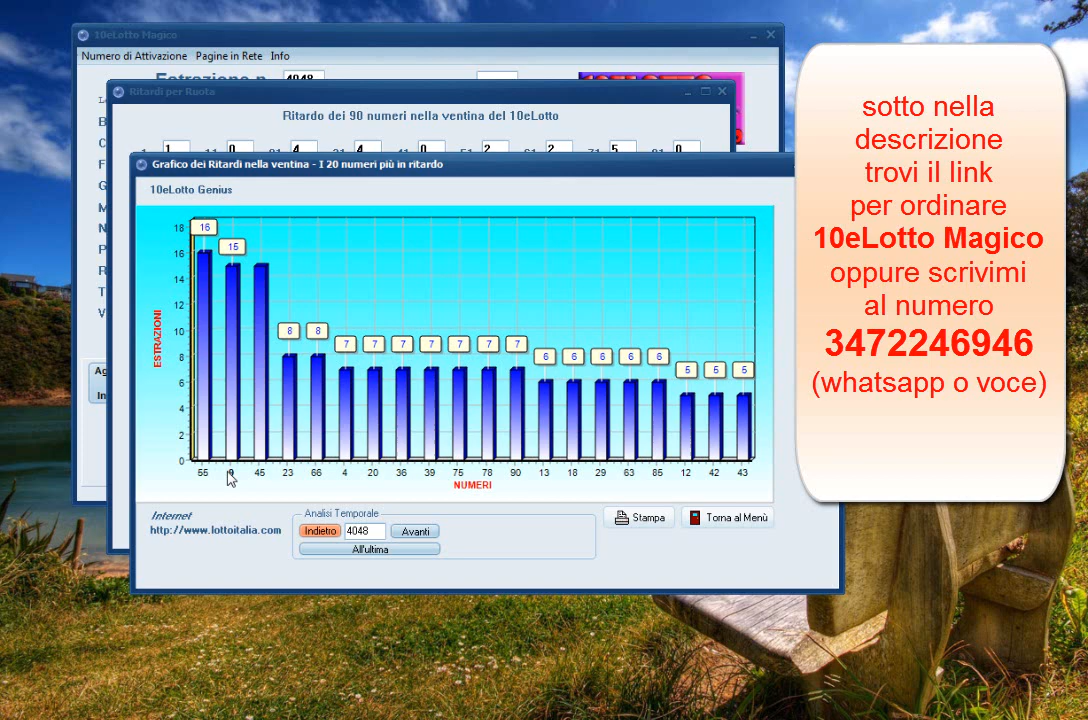 10eLotto Magico
Numero di Attivazione Pagine in Rete Info
Estrazione n. 4048
Ritardi per Ruota
Ritardo dei 90 numeri nella ventina del 10eLotto
Grafico dei Ritardi nella ventina - I 20 numeri più in ritardo
10eLotto Genius
ESTRAZIONI
18
16
14
12
10
8
6
4
2
0
16 15 8 8 7 7 7 7 7 7 7 6 6 6 6 6 5 5 5
55 9 45 23 66 4 20 36 39 75 78 90 13 18 29 63 85 12 42 43
NUMERI
Internet
http://www.lottoitalia.com
Analisi Temporale
Indietro 4048 Avanti
All'ultima
Stampa Torna al Menù
sotto nella
descrizione
trovi il link
per ordinare
10eLotto Magico
oppure scrivimi
al numero
3472246946
(whatsapp o voce)